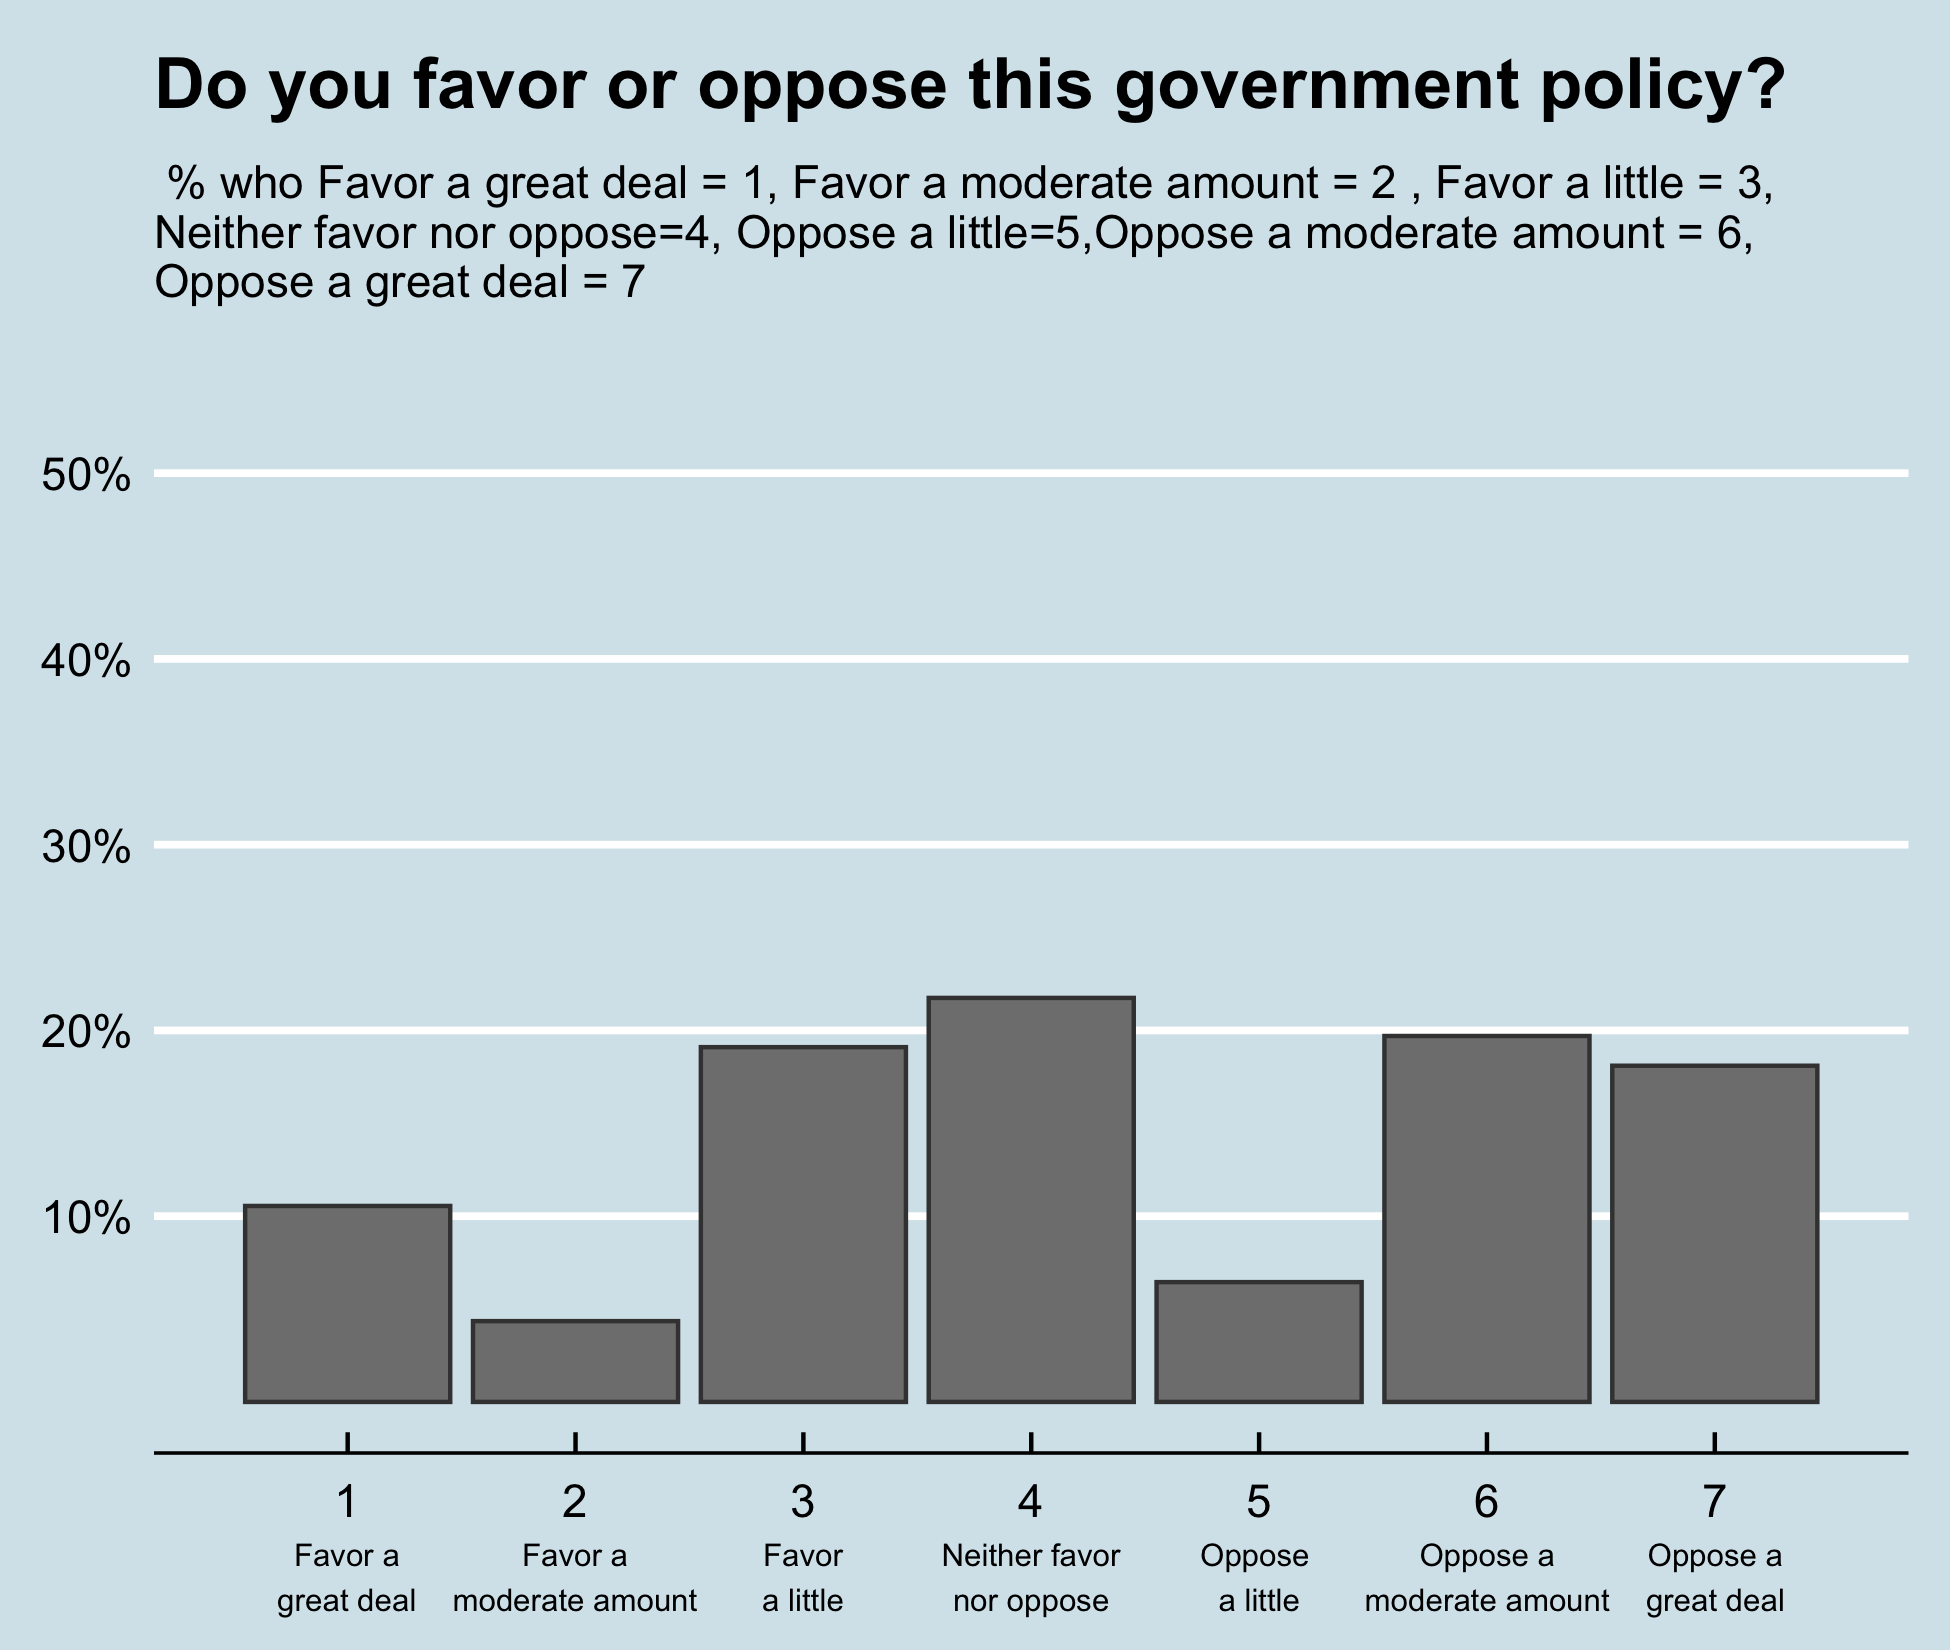 Do you favor or oppose this government policy?
% who Favor a great deal = 1, Favor a moderate amount = 2 , Favor a little = 3,
Neither favor nor oppose=4, Oppose a little=5,Oppose a moderate amount = 6,
Oppose a great deal = 7
50%
40%
30%
20%
10%
1 2 3 4 5 6 7
Favor a Favor a Favor Neither favor Oppose Oppose a Oppose a
great deal moderate amount a little nor oppose a little moderate amount great deal